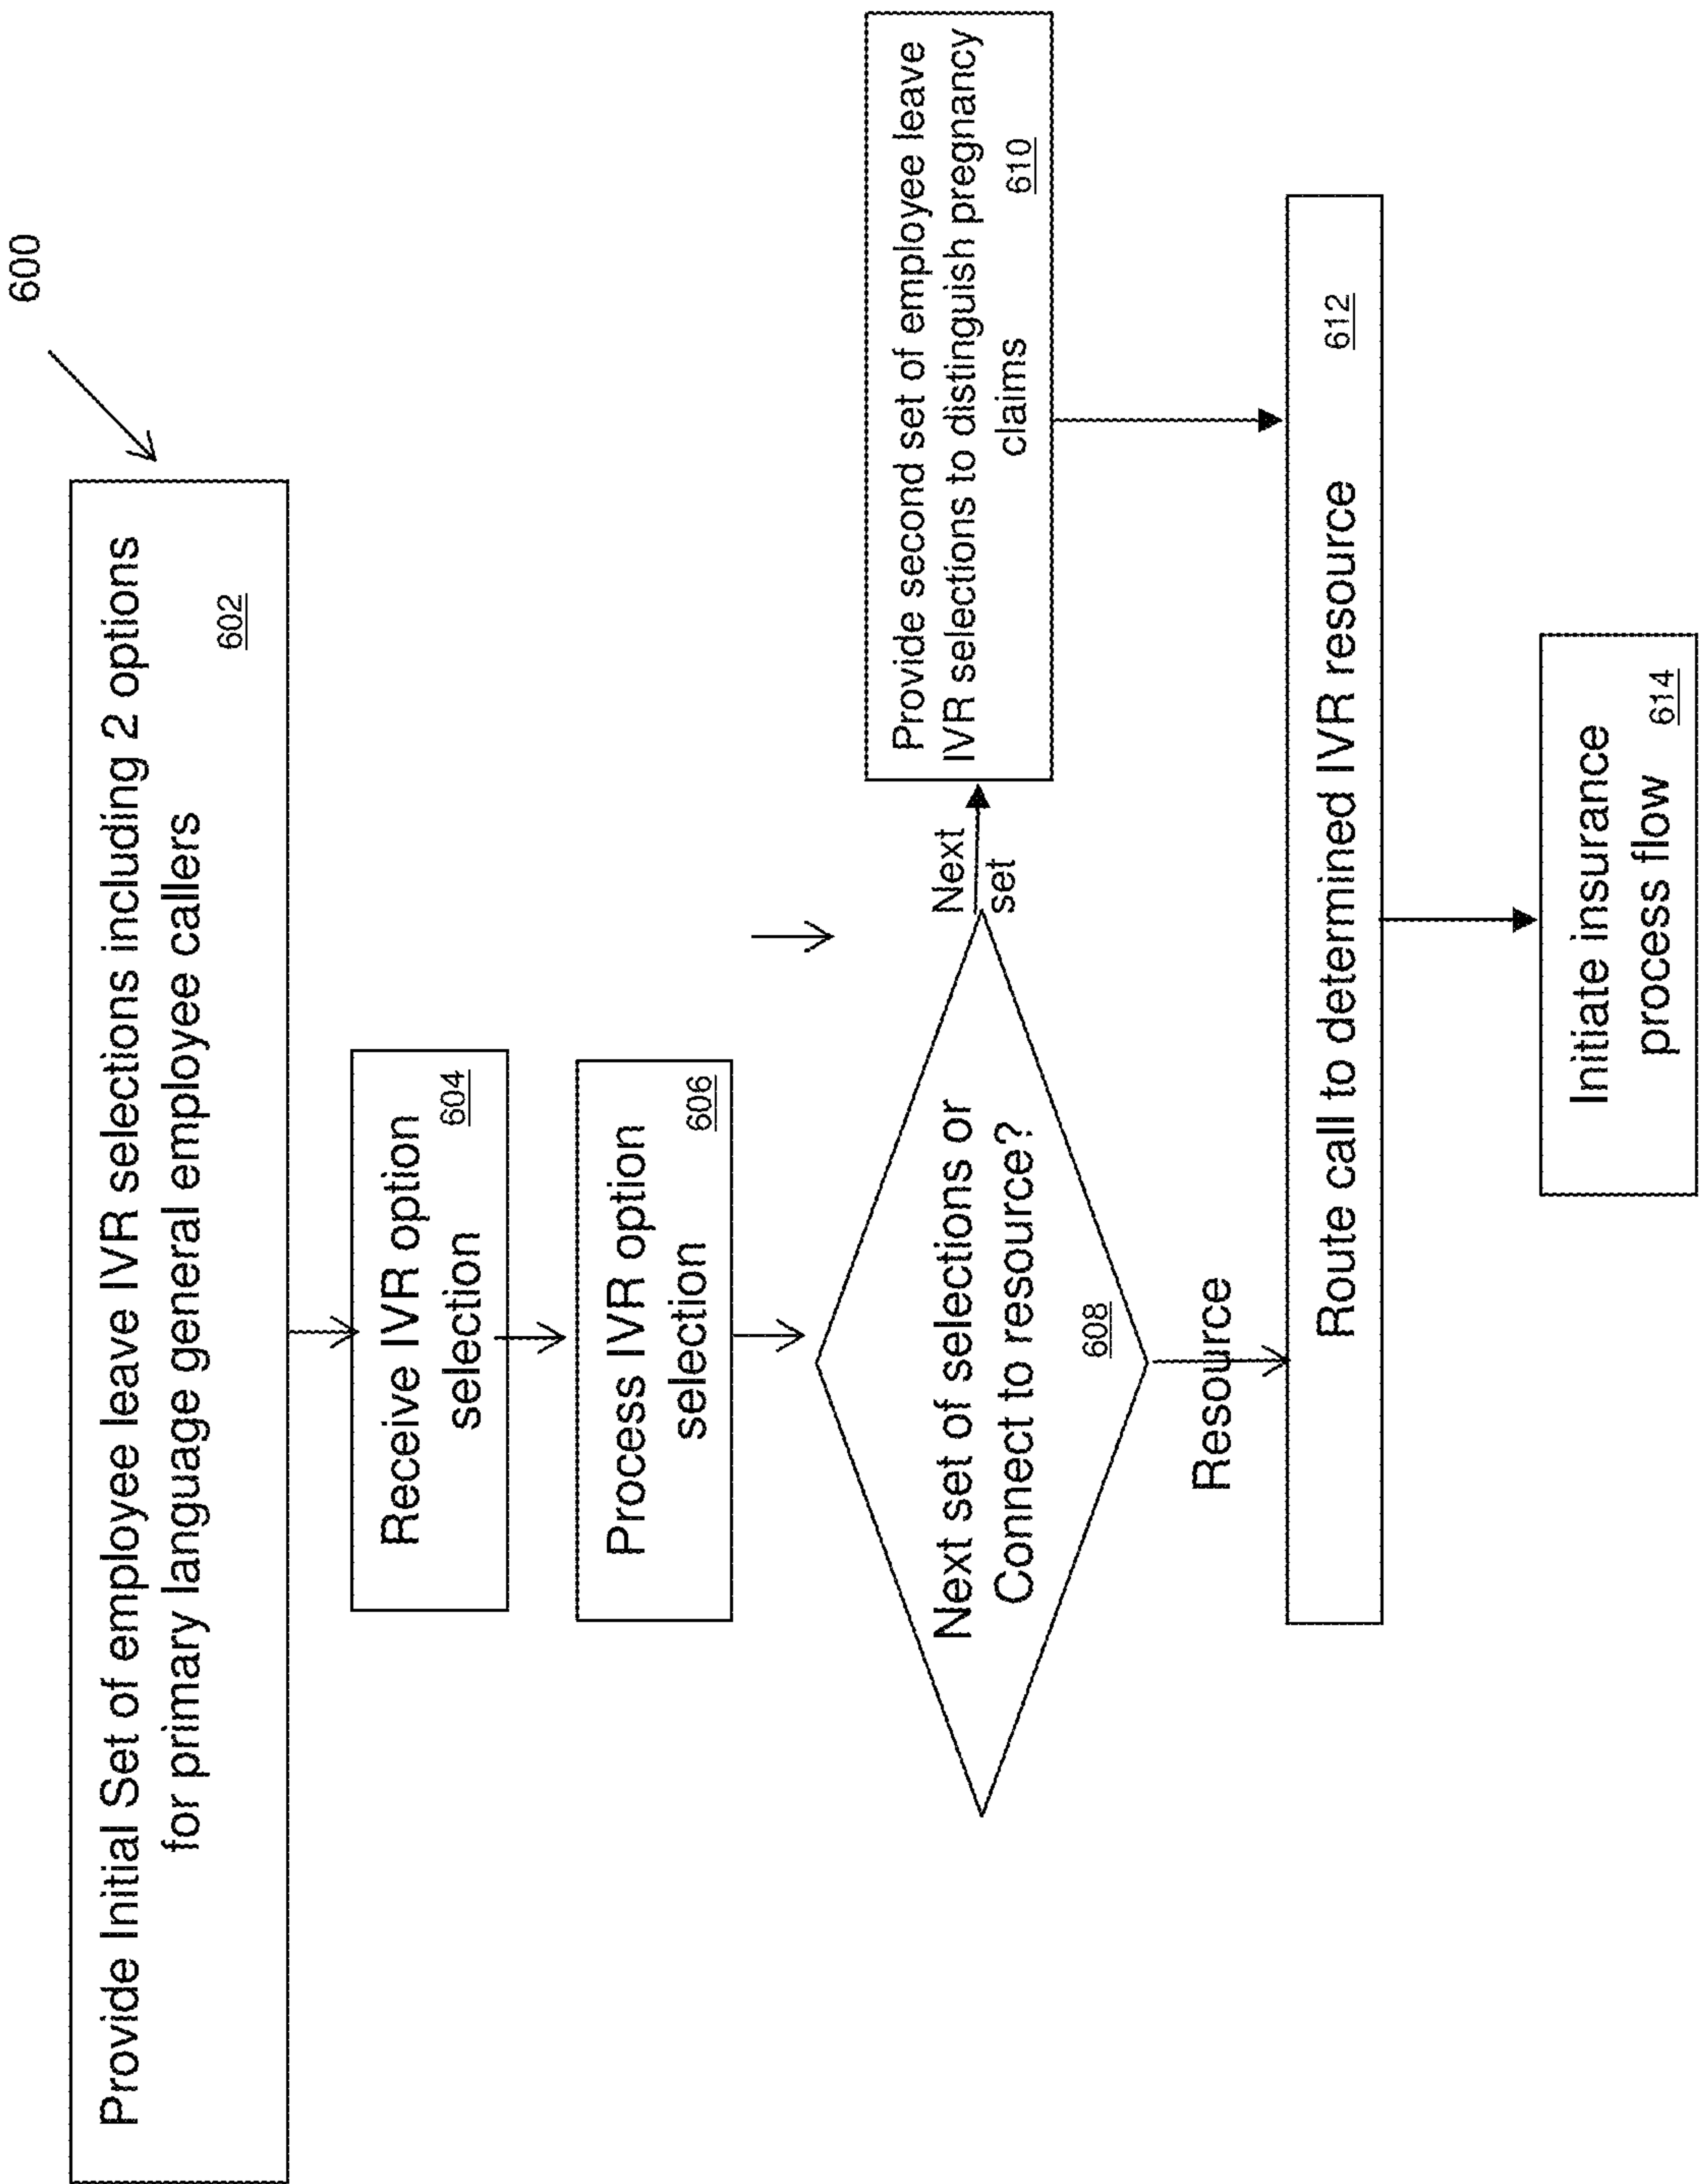 600
Provide Initial Set of employee leave IVR selections including 2 options
for primary language general employee callers
602
Receive IVR option
selection
604
Process IVR option
selection
606
Next set of selections or
Connect to resource?
608
Next
set
Provide second set of employee leave
IVR selections to distinguish pregnancy
claims
610
Resource
Route call to determined IVR resource
612
Initiate insurance
process flow
614